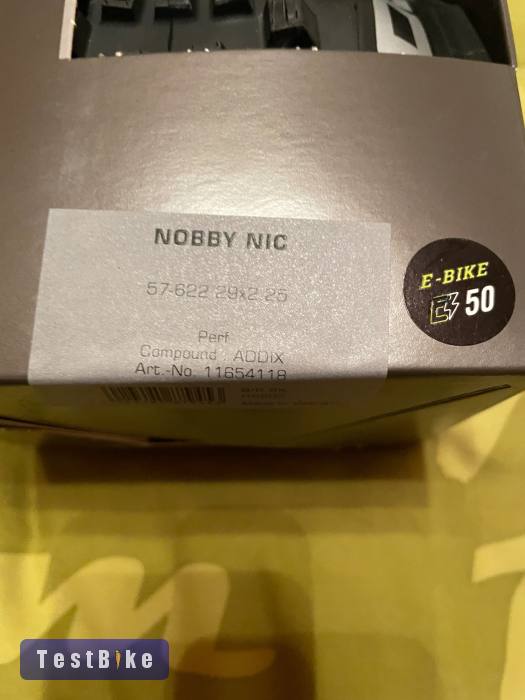 NOBBY NIC
57-622 29x2.25
Perf
Compound : ADDIX
Art.-No. 11654118
E-BIKE
50
TestBike